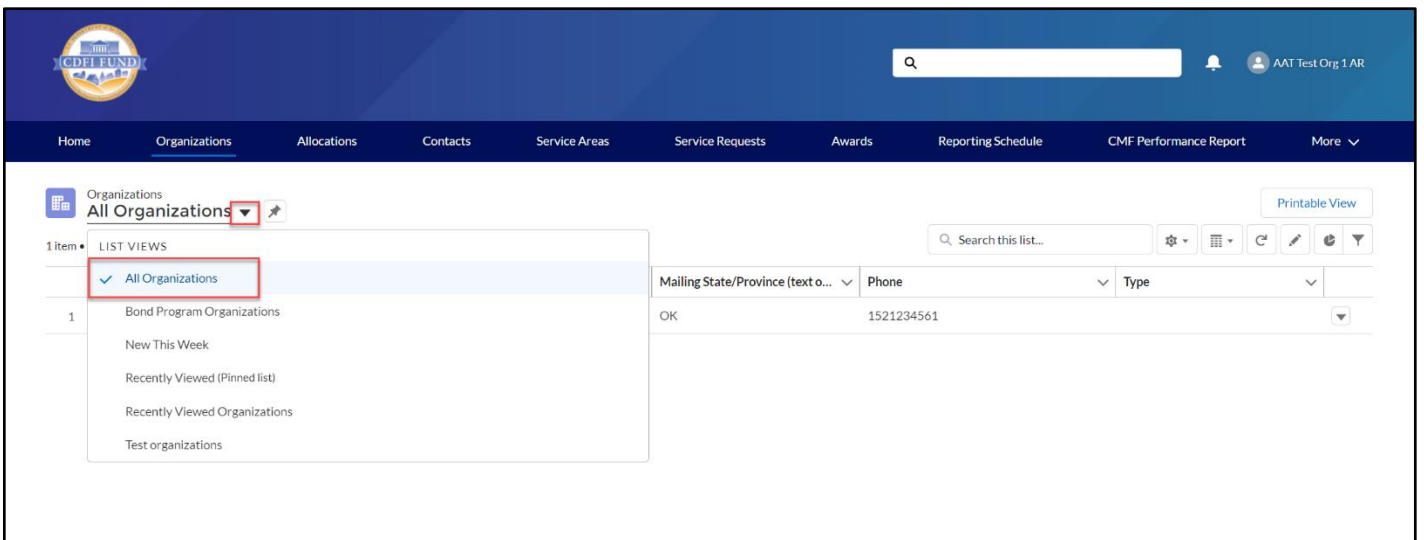 CDFI FUND
AAT Test Org 1 AR
Home Organizations Allocations Contacts Service Areas Service Requests Awards Reporting Schedule CMF Performance Report More
Organizations
All Organizations
Printable View
1 item •
Search this list...
LIST VIEWS
All Organizations
Bond Program Organizations
New This Week
Recently Viewed (Pinned list)
Recently Viewed Organizations
Test organizations
Mailing State/Province (text o... Phone Type
1 OK 1521234561